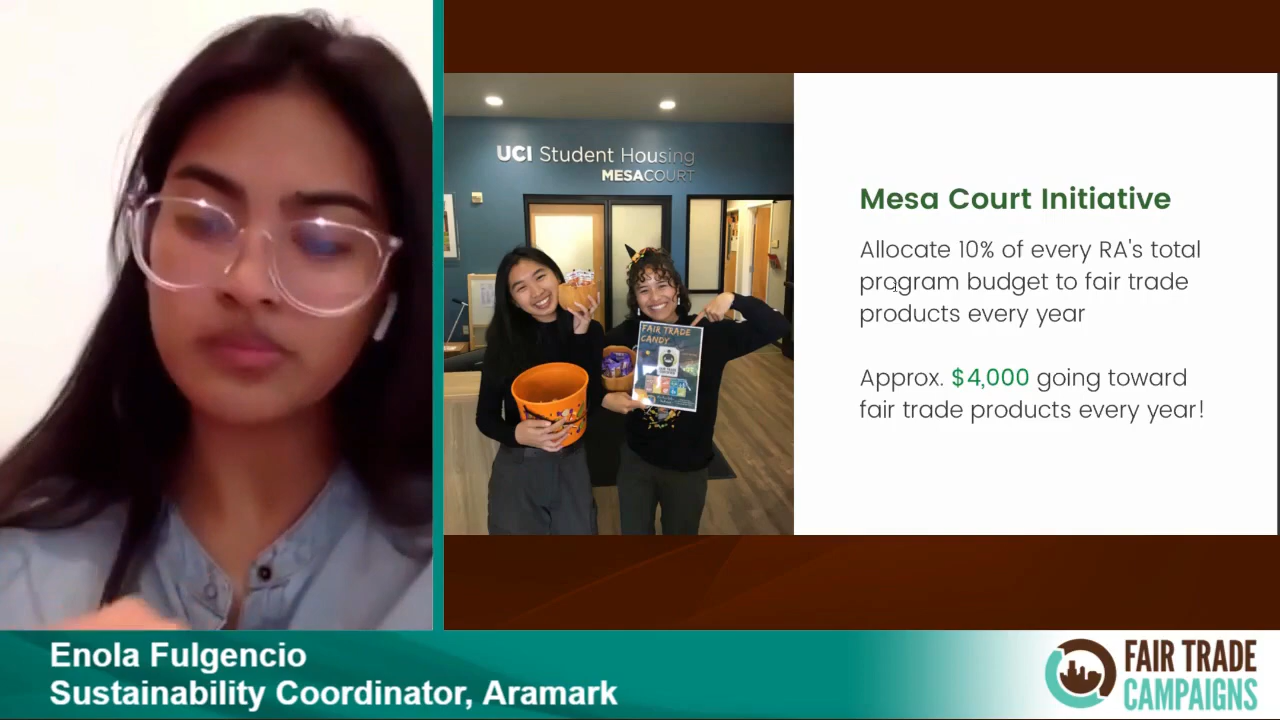 UCI Student Housing
MESACOURT
FAIR TRADE
CANDY
Mesa Court Initiative
Allocate 10% of every RA's total
program budget to fair trade
products every year
Approx. $4,000 going toward
fair trade products every year!
Enola Fulgencio
Sustainability Coordinator, Aramark
FAIR TRADE
CAMPAIGNS